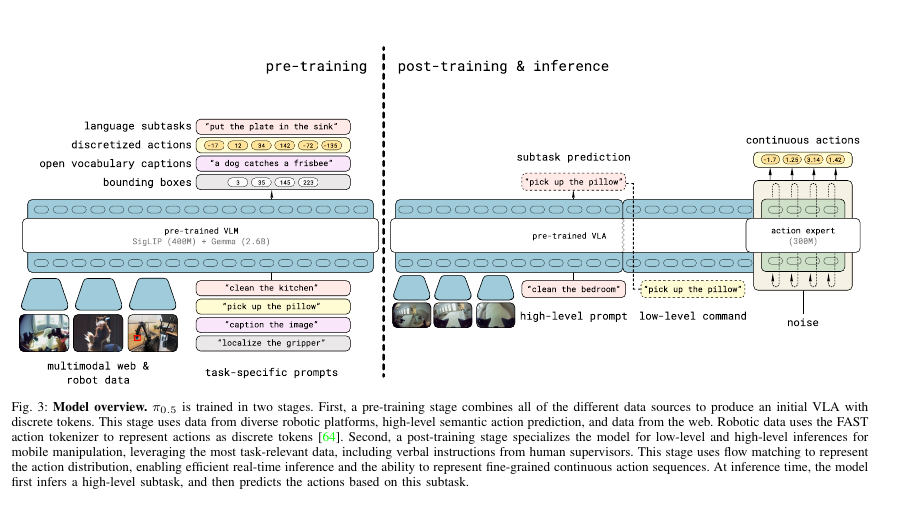 pre-training
post-training & inference
language subtasks
"put the plate in the sink"
discretized actions
-17 12 34 142 -72 -135
open vocabulary captions
"a dog catches a frisbee"
bounding boxes
3 35 145 223
pre-trained VLM
SigLIP (400M) + Gemma (2.6B)
"clean the kitchen"
"pick up the pillow"
"caption the image"
"localize the gripper"
multimodal web &
robot data
task-specific prompts
subtask prediction
"pick up the pillow"
continuous actions
-1.7 1.25 3.14 1.42
pre-trained VLA
action expert
(300M)
"clean the bedroom"
"pick up the pillow"
high-level prompt
low-level command
noise
Fig. 3: Model overview. π0.5 is trained in two stages. First, a pre-training stage combines all of the different data sources to produce an initial VLA with
discrete tokens. This stage uses data from diverse robotic platforms, high-level semantic action prediction, and data from the web. Robotic data uses the FAST
action tokenizer to represent actions as discrete tokens [64]. Second, a post-training stage specializes the model for low-level and high-level inferences for
mobile manipulation, leveraging the most task-relevant data, including verbal instructions from human supervisors. This stage uses flow matching to represent
the action distribution, enabling efficient real-time inference and the ability to represent fine-grained continuous action sequences. At inference time, the model
first infers a high-level subtask, and then predicts the actions based on this subtask.